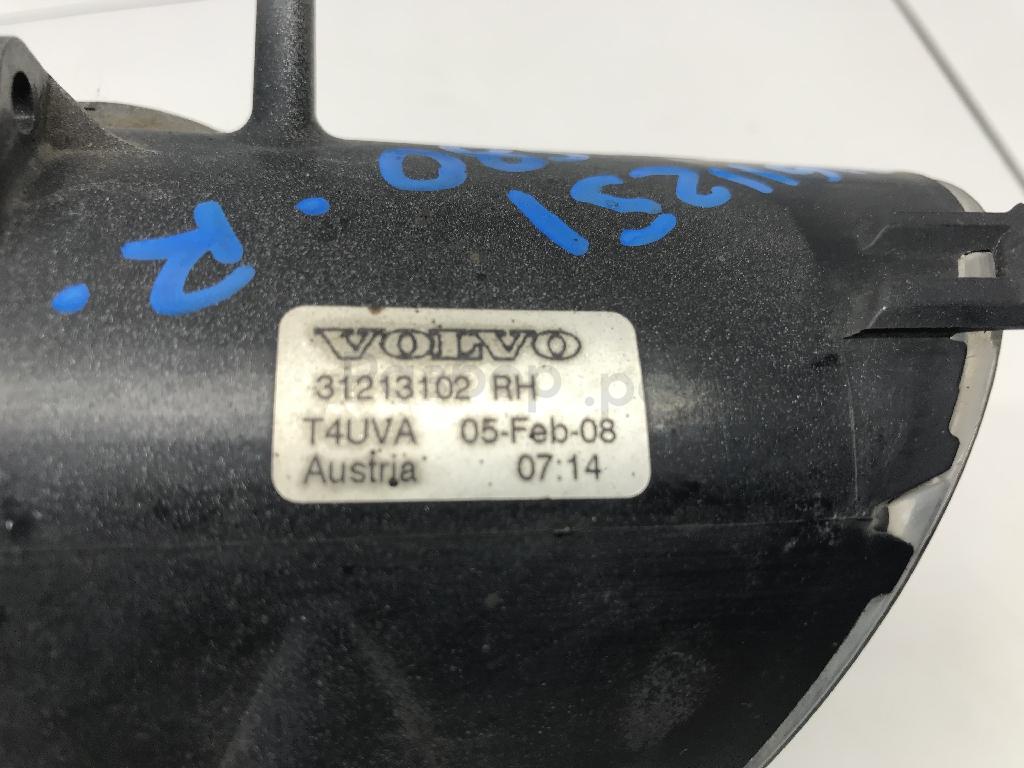 R.
VOLVO
31213102 RH
T4UVA 05-Feb-08
Austria 07:14